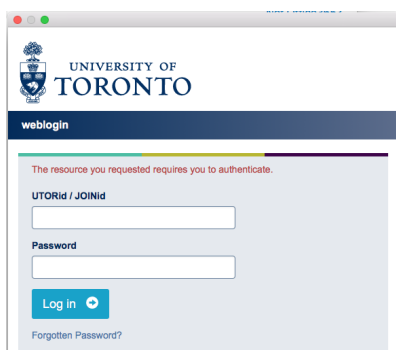 UNIVERSITY OF
TORONTO
weblogin
The resource you requested requires you to authenticate.
UTORid / JOINid
Password
Log in
Forgotten Password?